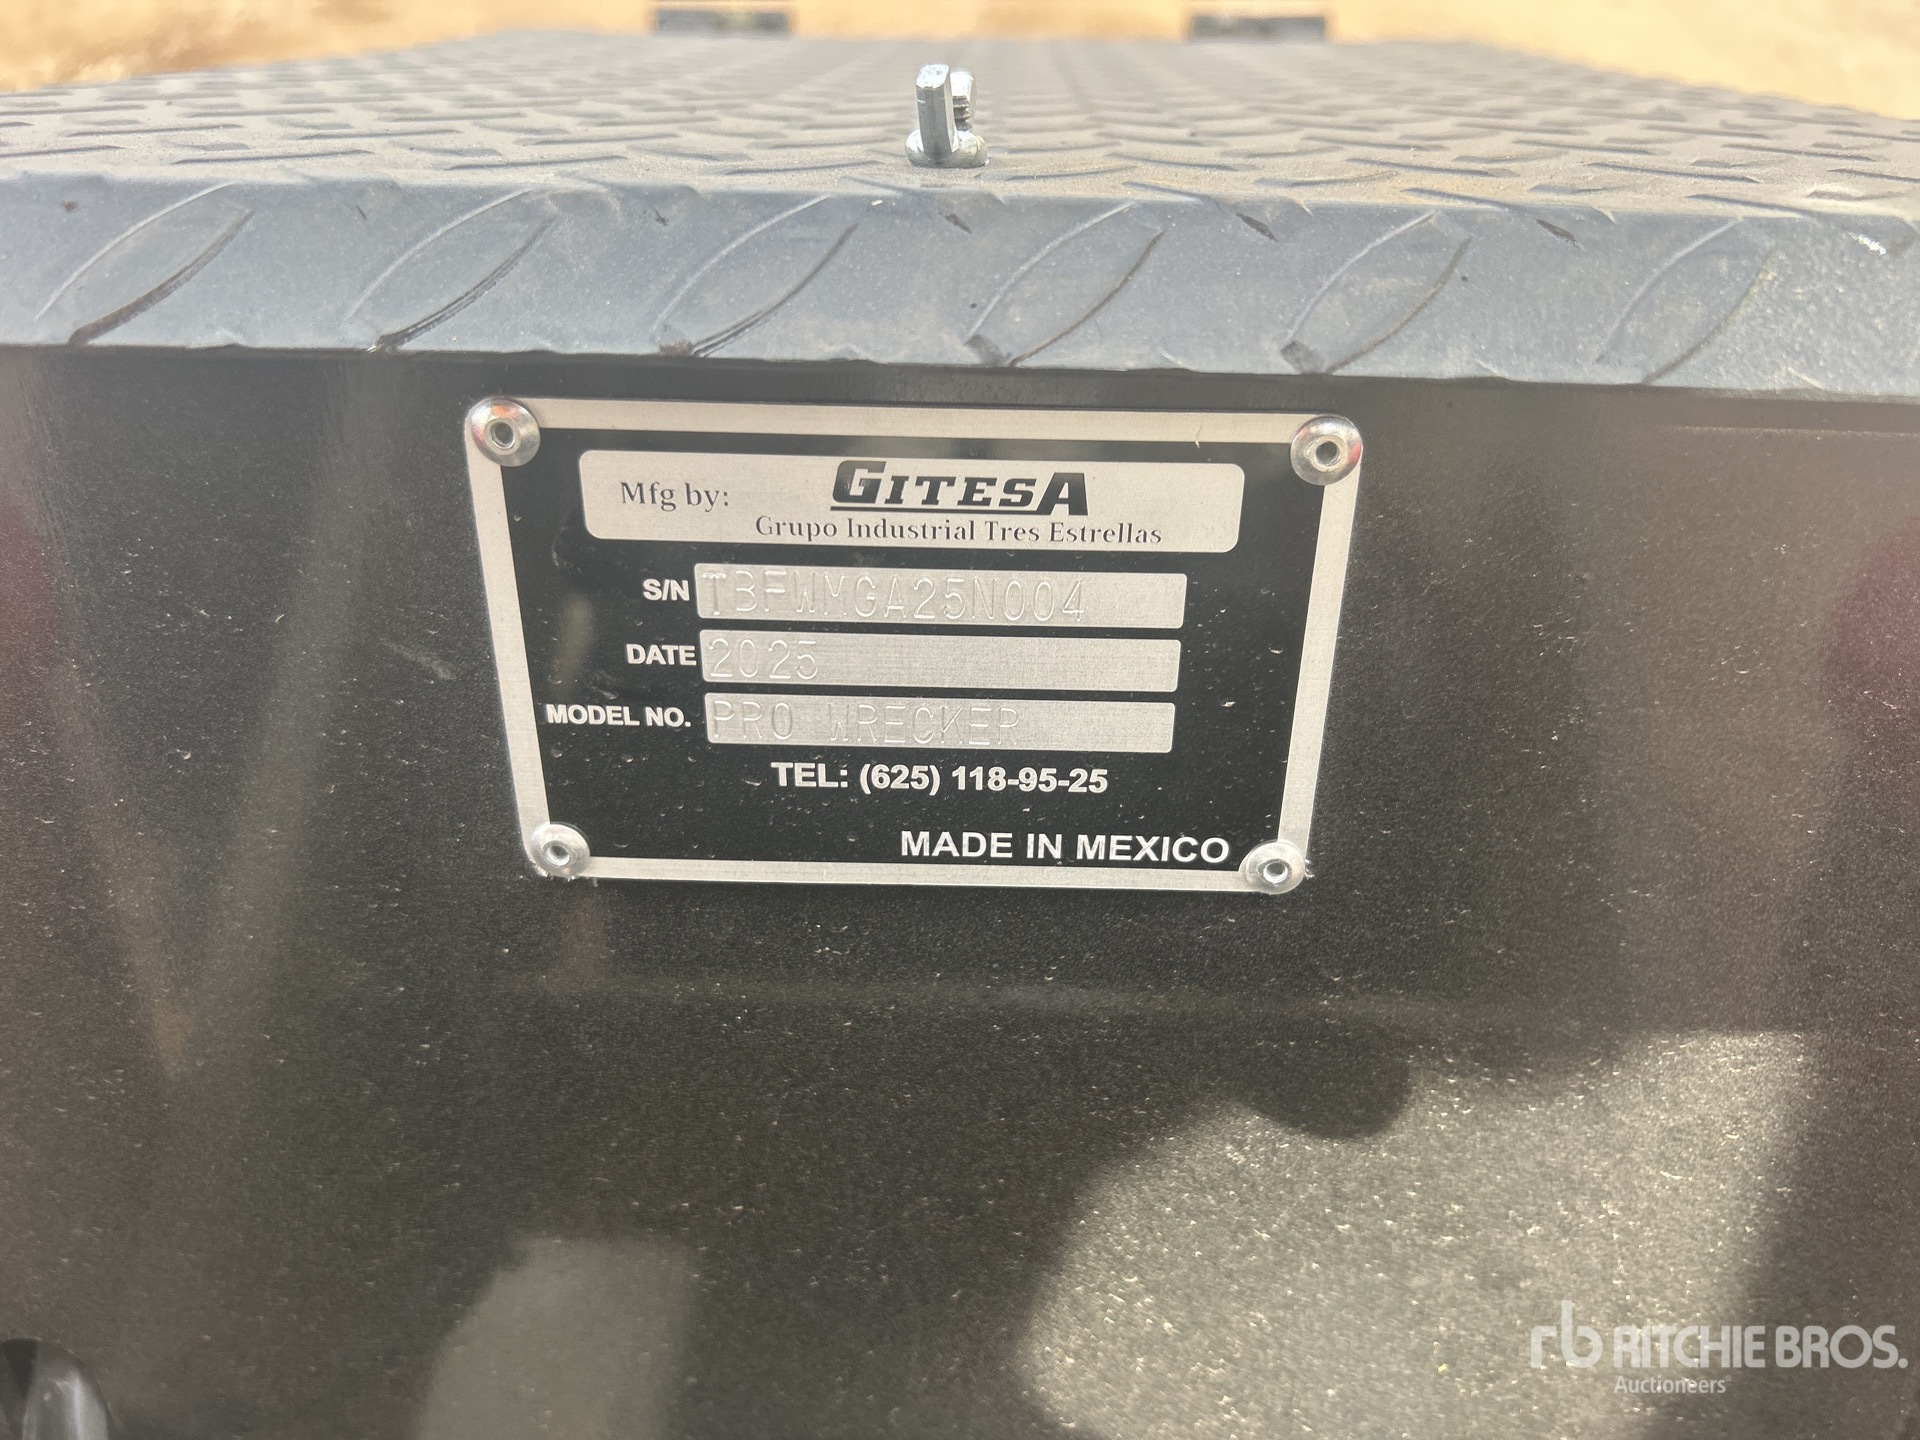 Mfg by: GITESA
Grupo Industrial Tres Estrellas
S/N TBFWMGA25N004
DATE 2025
MODEL NO. PRO WRECKER
TEL: (625) 118-95-25
MADE IN MEXICO
rb RITCHIE BROS.
Auctioneers